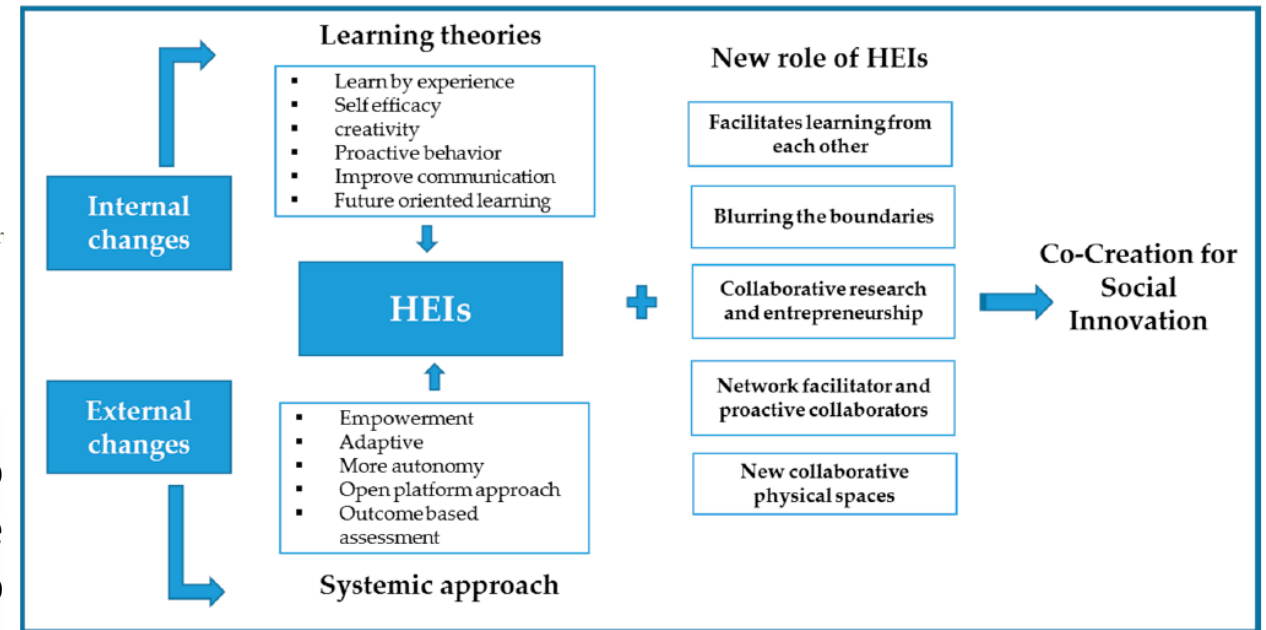 Learning theories
▪ Learn by experience
▪ Self efficacy
▪ creativity
▪ Proactive behavior
▪ Improve communication
▪ Future oriented learning
Internal
changes
HEIs
External
changes
▪ Empowerment
▪ Adaptive
▪ More autonomy
▪ Open platform approach
▪ Outcome based
assessment
Systemic approach
New role of HEIs
Facilitates learning from
each other
Blurring the boundaries
Collaborative research
and entrepreneurship
Network facilitator and
proactive collaborators
New collaborative
physical spaces
Co-Creation for
Social
Innovation